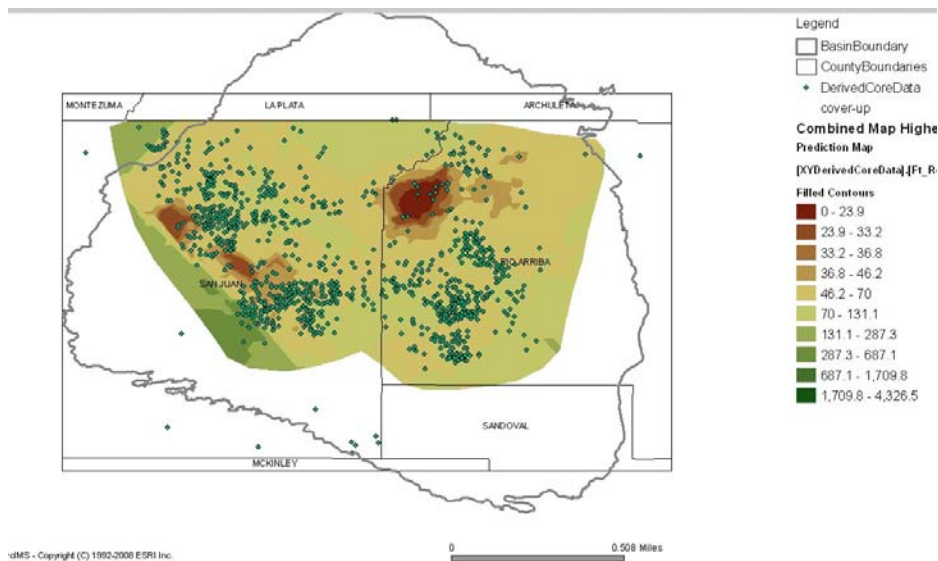 Legend
BasinBoundary
CountyBoundaries
DerivedCoreData
cover-up
Combined Map Highe
Prediction Map
[XYDerivedCoreData].[Ft_R
Filled Contours
0 - 23.9
23.9 - 33.2
33.2 - 36.8
36.8 - 46.2
46.2 - 70
70 - 131.1
131.1 - 287.3
287.3 - 687.1
687.1 - 1,709.8
1,709.8 - 4,326.5
MONTEZUMA
LA PLATA
ARCHULETA
SAN JUAN
RIO ARRIBA
SANDOVAL
MCKINLEY
0 0.508 Miles
- Copyright (C) 1992-2008 ESRI Inc.